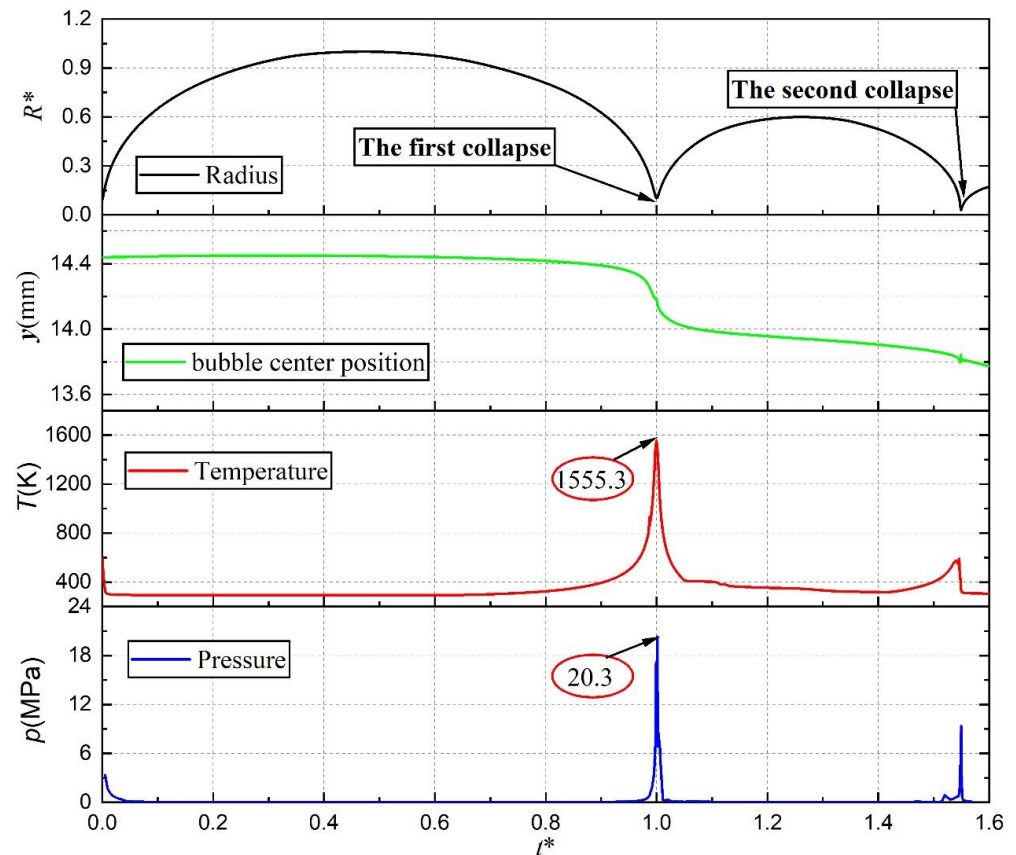 1.2
0.9
0.6
0.3
0.0
R*
The second collapse
The first collapse
Radius
14.4
14.0
13.6
y(mm)
bubble center position
1600
1200
800
400
T(K)
Temperature
1555.3
24
18
12
6
0
p(MPa)
Pressure
20.3
0.0 0.2 0.4 0.6 0.8 1.0 1.2 1.4 1.6
t*